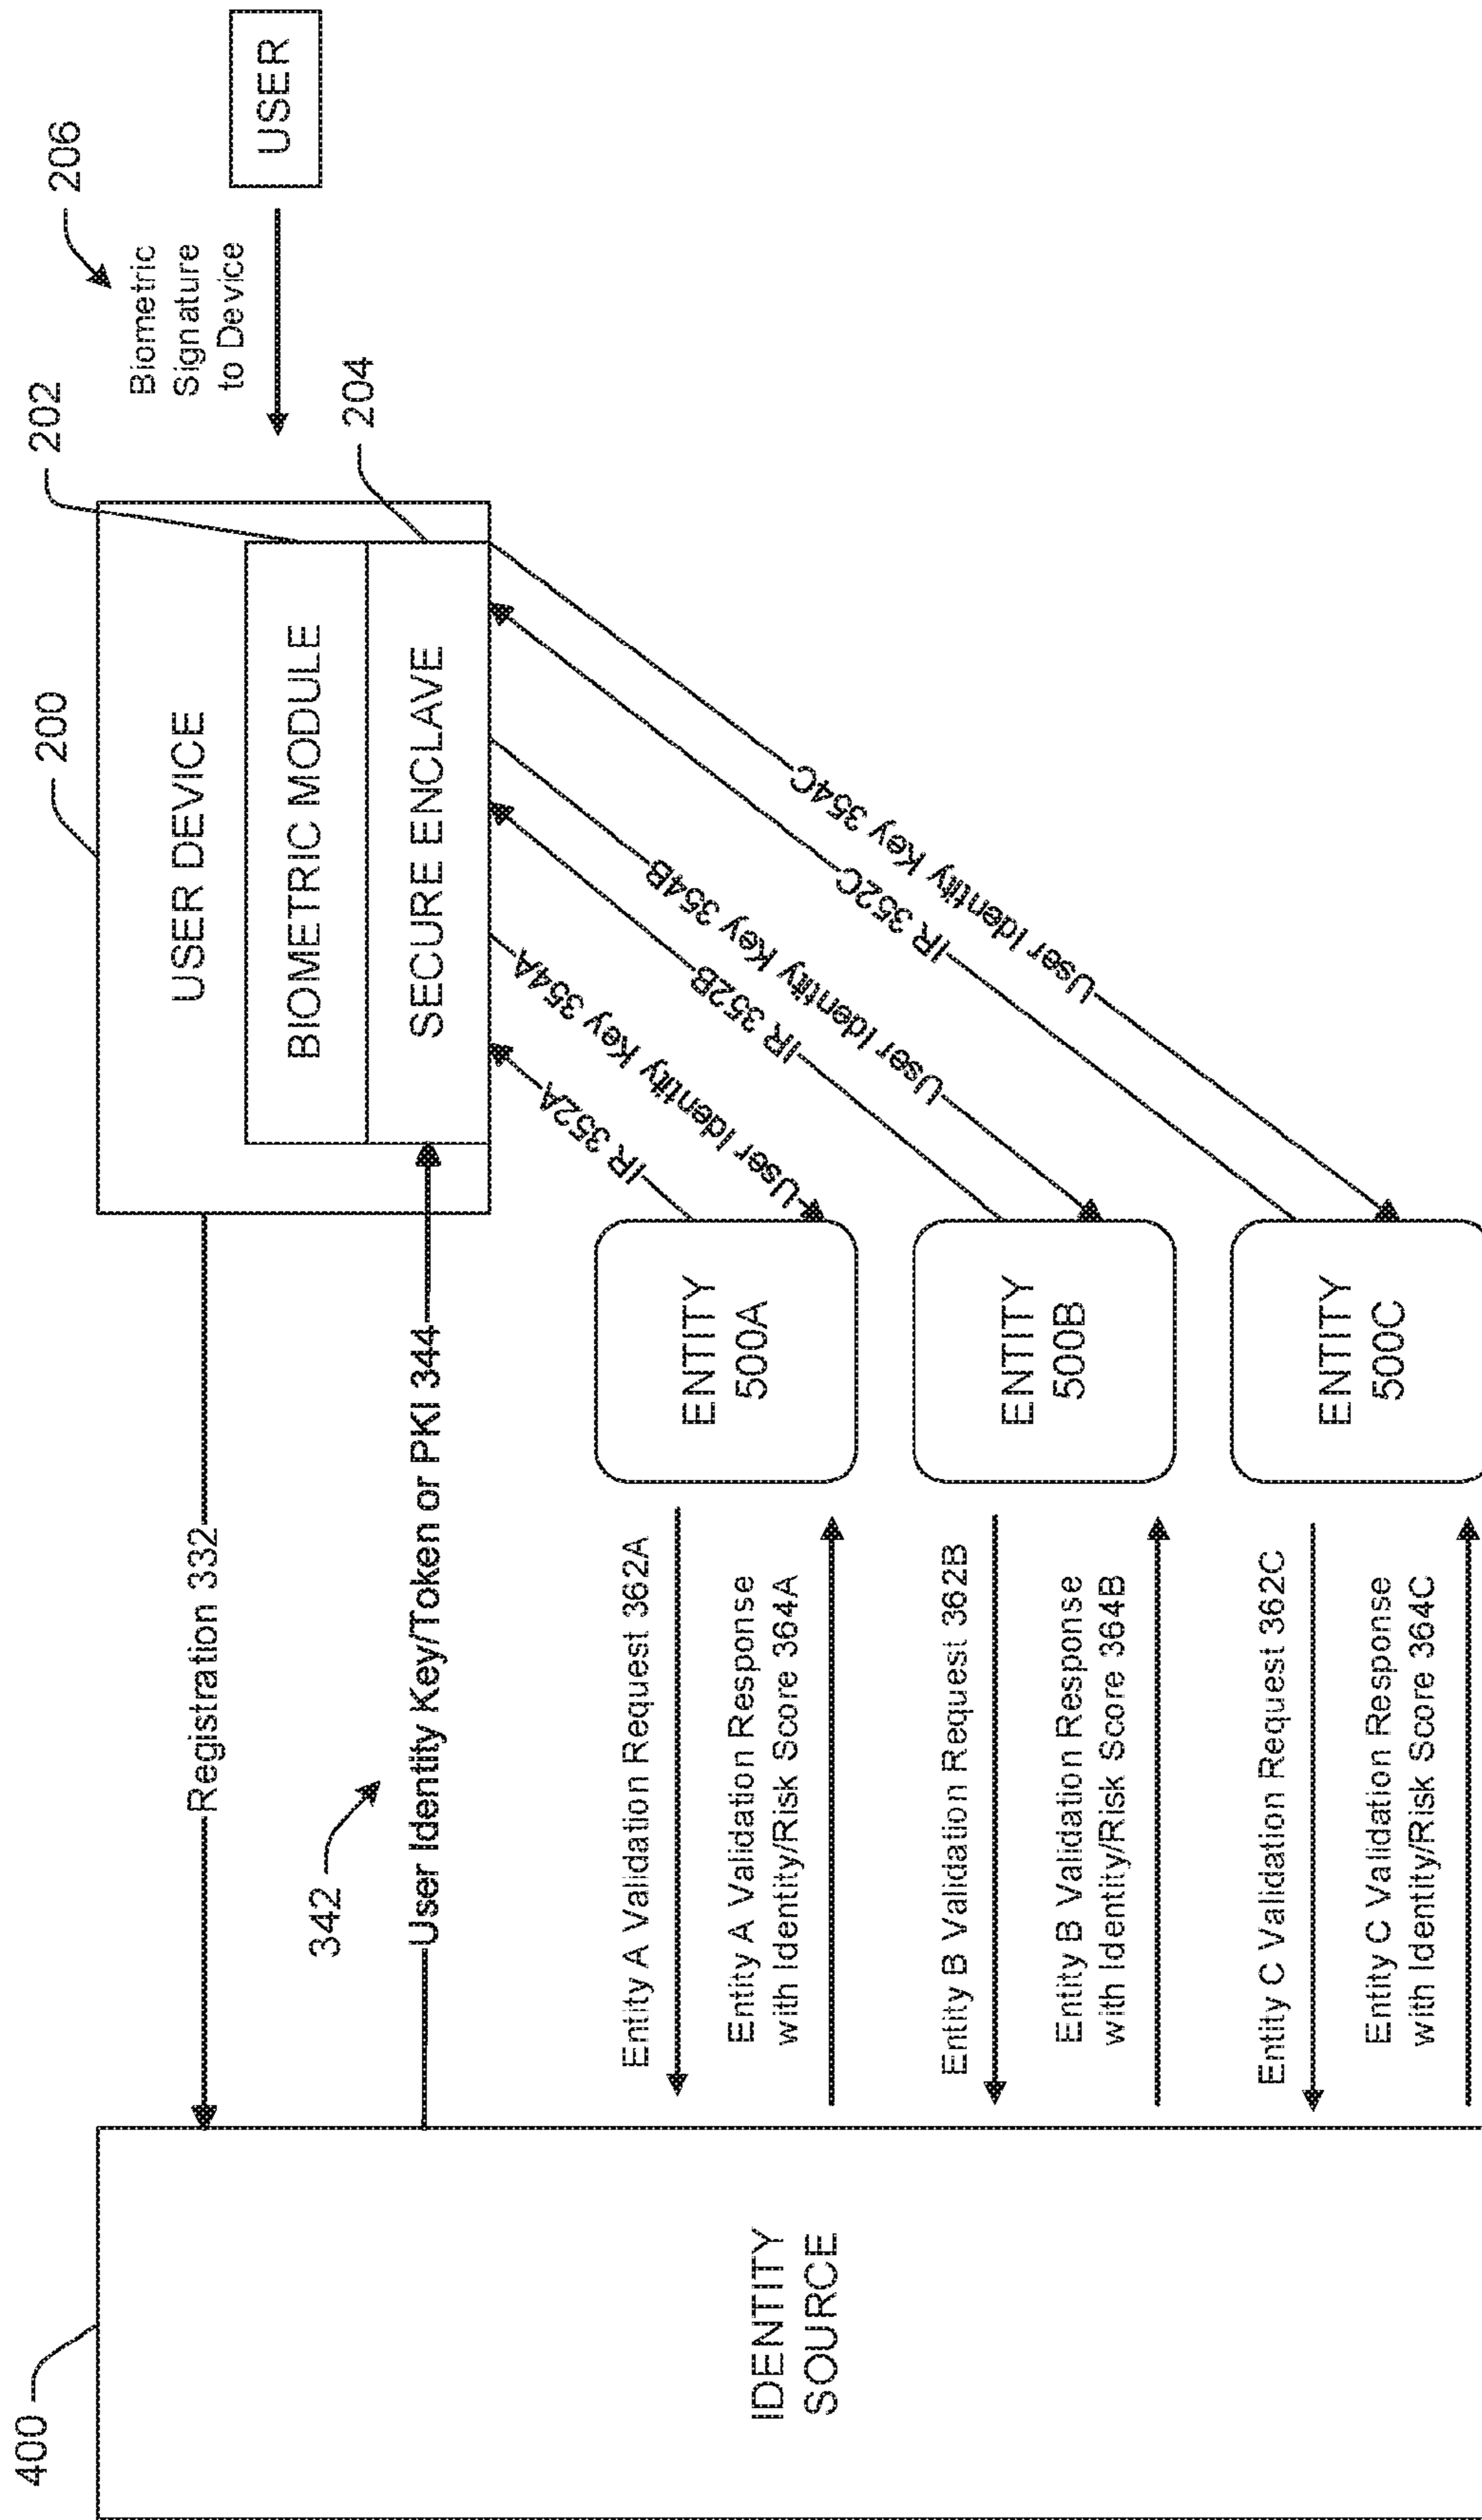 400
IDENTITY
SOURCE
Registration 332
342
User Identity Key/Token or PKI 344
Entity A Validation Request 362A
Entity A Validation Response
with Identity/Risk Score 364A
Entity B Validation Request 362B
Entity B Validation Response
with Identity/Risk Score 364B
Entity C Validation Request 362C
Entity C Validation Response
with Identity/Risk Score 364C
ENTITY
500A
ENTITY
500B
ENTITY
500C
IR 352A
User Identity Key 354A
IR 352B
User Identity Key 354B
IR 352C
User Identity Key 354C
200
USER DEVICE
BIOMETRIC MODULE
SECURE ENCLAVE
202
204
206
Biometric
Signature
to Device
USER